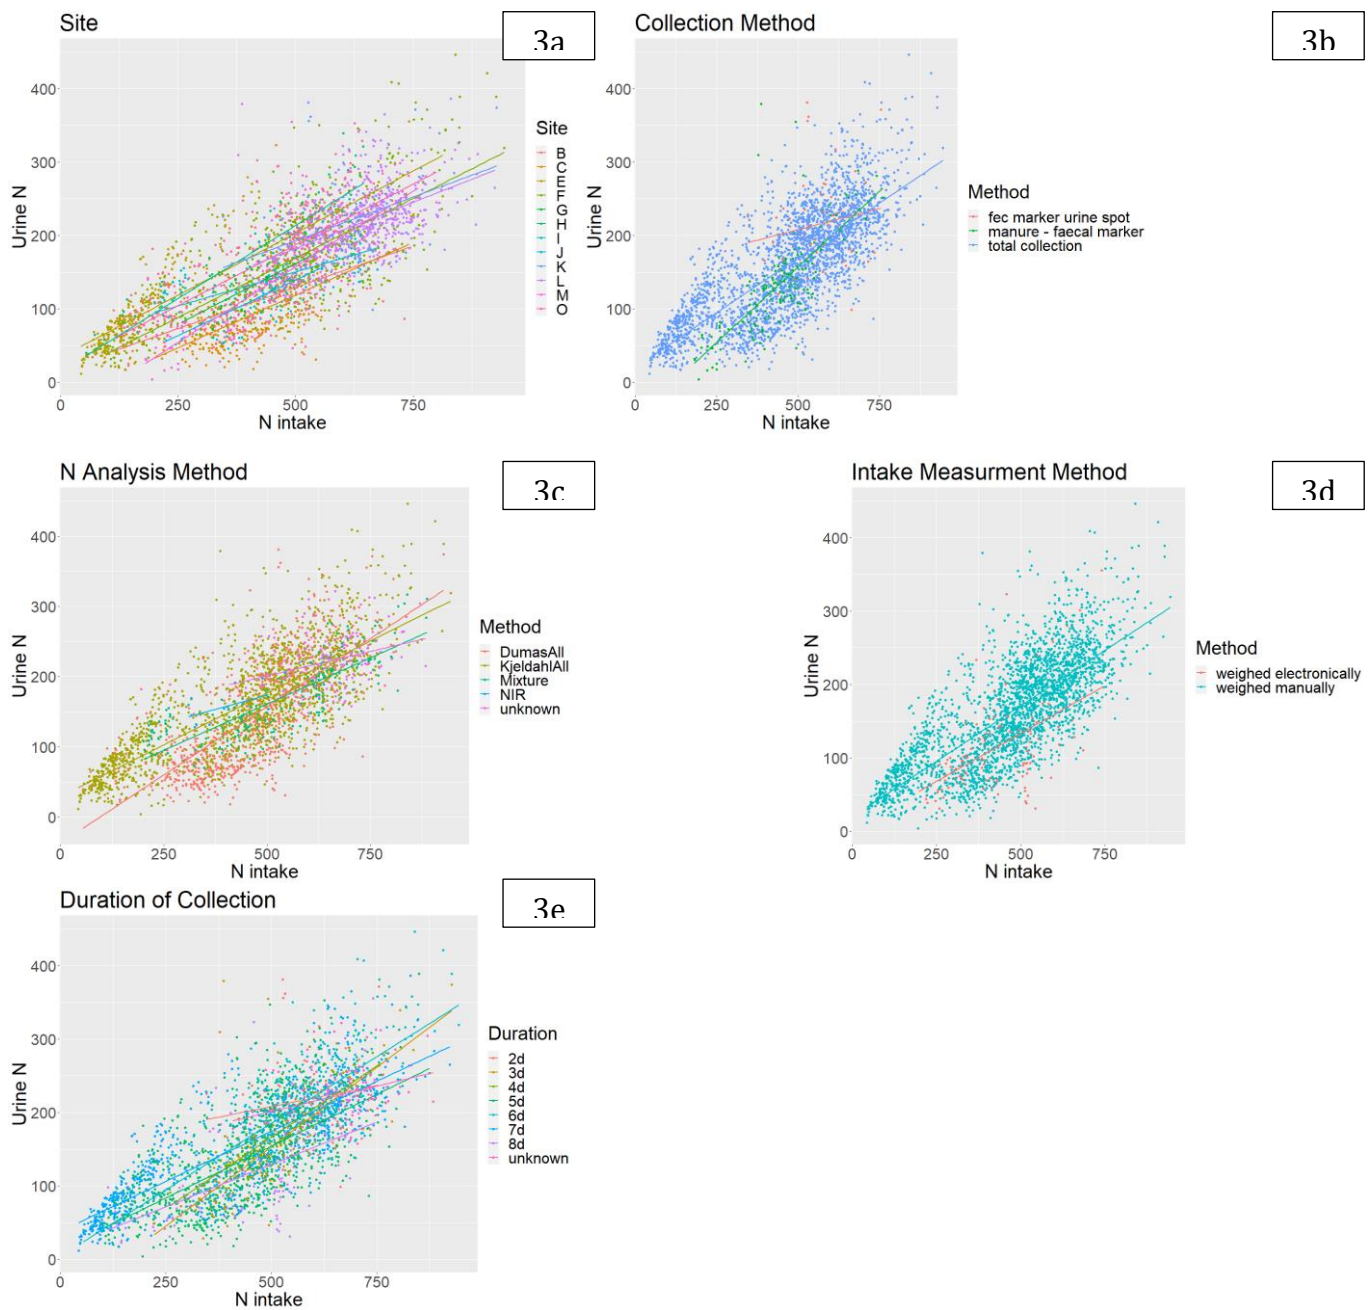 Site
3a
400
300
200
100
0
Urine N
0 250 500 750
N intake
Site
B
C
E
F
G
H
I
J
K
L
M
O
Collection Method
3b
400
300
200
100
0
Urine N
0 250 500 750
N intake
Method
fec marker urine spot
manure - faecal marker
total collection
N Analysis Method
3c
400
300
200
100
0
Urine N
0 250 500 750
N intake
Method
DumasAll
KjeldahlAll
Mixture
NIR
unknown
Intake Measurment Method
3d
400
300
200
100
0
Urine N
0 250 500 750
N intake
Method
weighed electronically
weighed manually
Duration of Collection
3e
400
300
200
100
0
Urine N
0 250 500 750
N intake
Duration
2d
3d
4d
5d
6d
7d
8d
unknown